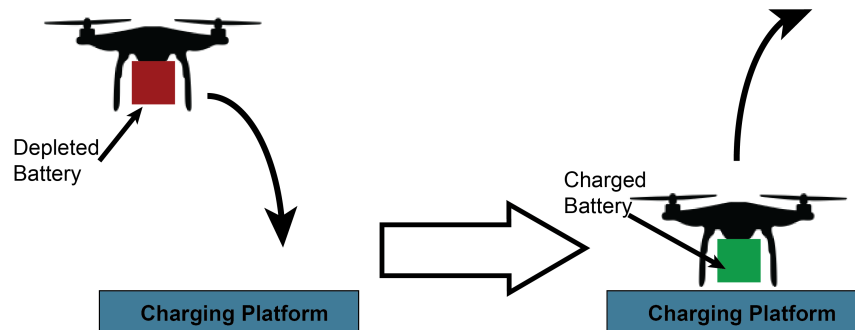 Depleted
Battery
Charging Platform
Charged
Battery
Charging Platform